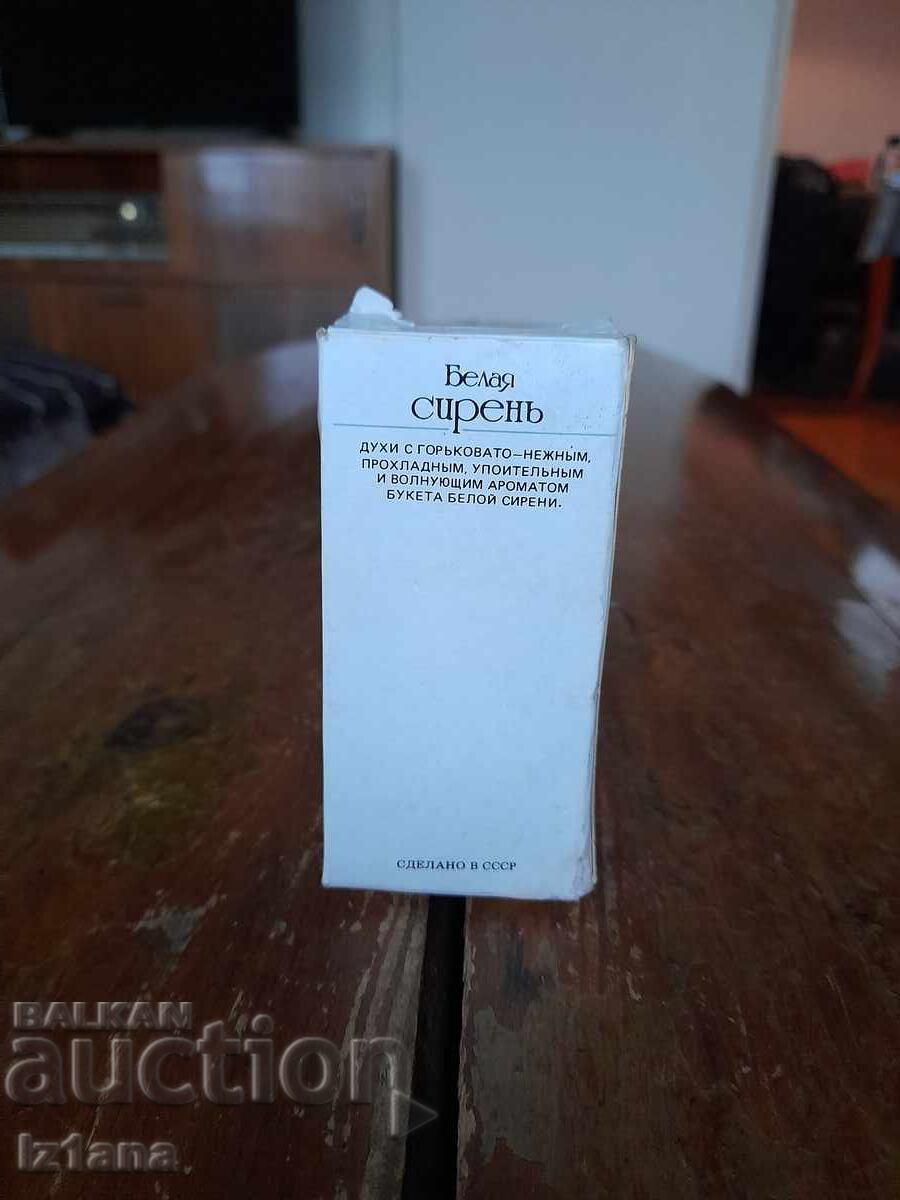 Белая
сирень
ДУХИ С ГОРЬКОВАТО—НЕЖНЫМ,
ПРОХЛАДНЫМ, УПОИТЕЛЬНЫМ
И ВОЛНУЮЩИМ АРОМАТОМ
БУКЕТА БЕЛОЙ СИРЕНИ.
СДЕЛАНО В СССР
BALKAN
auction
Iz1ana